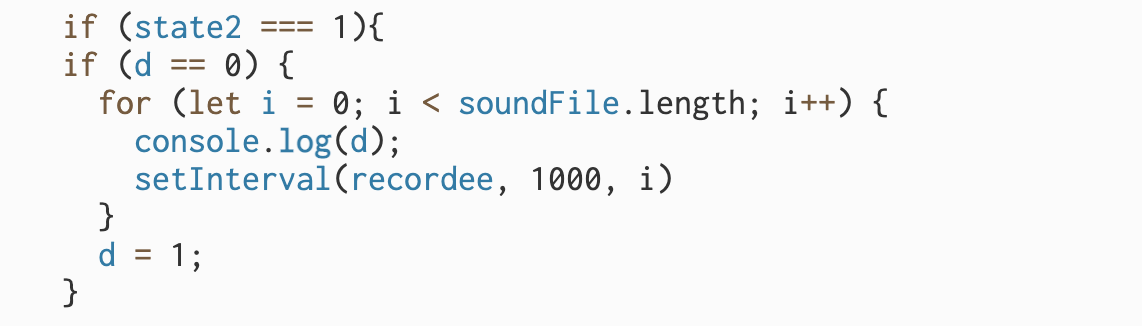 if (state2 === 1){
if (d == 0) {
  for (let i = 0; i < soundFile.length; i++) {
    console.log(d);
    setInterval(recordee, 1000, i)
  }
  d = 1;
}